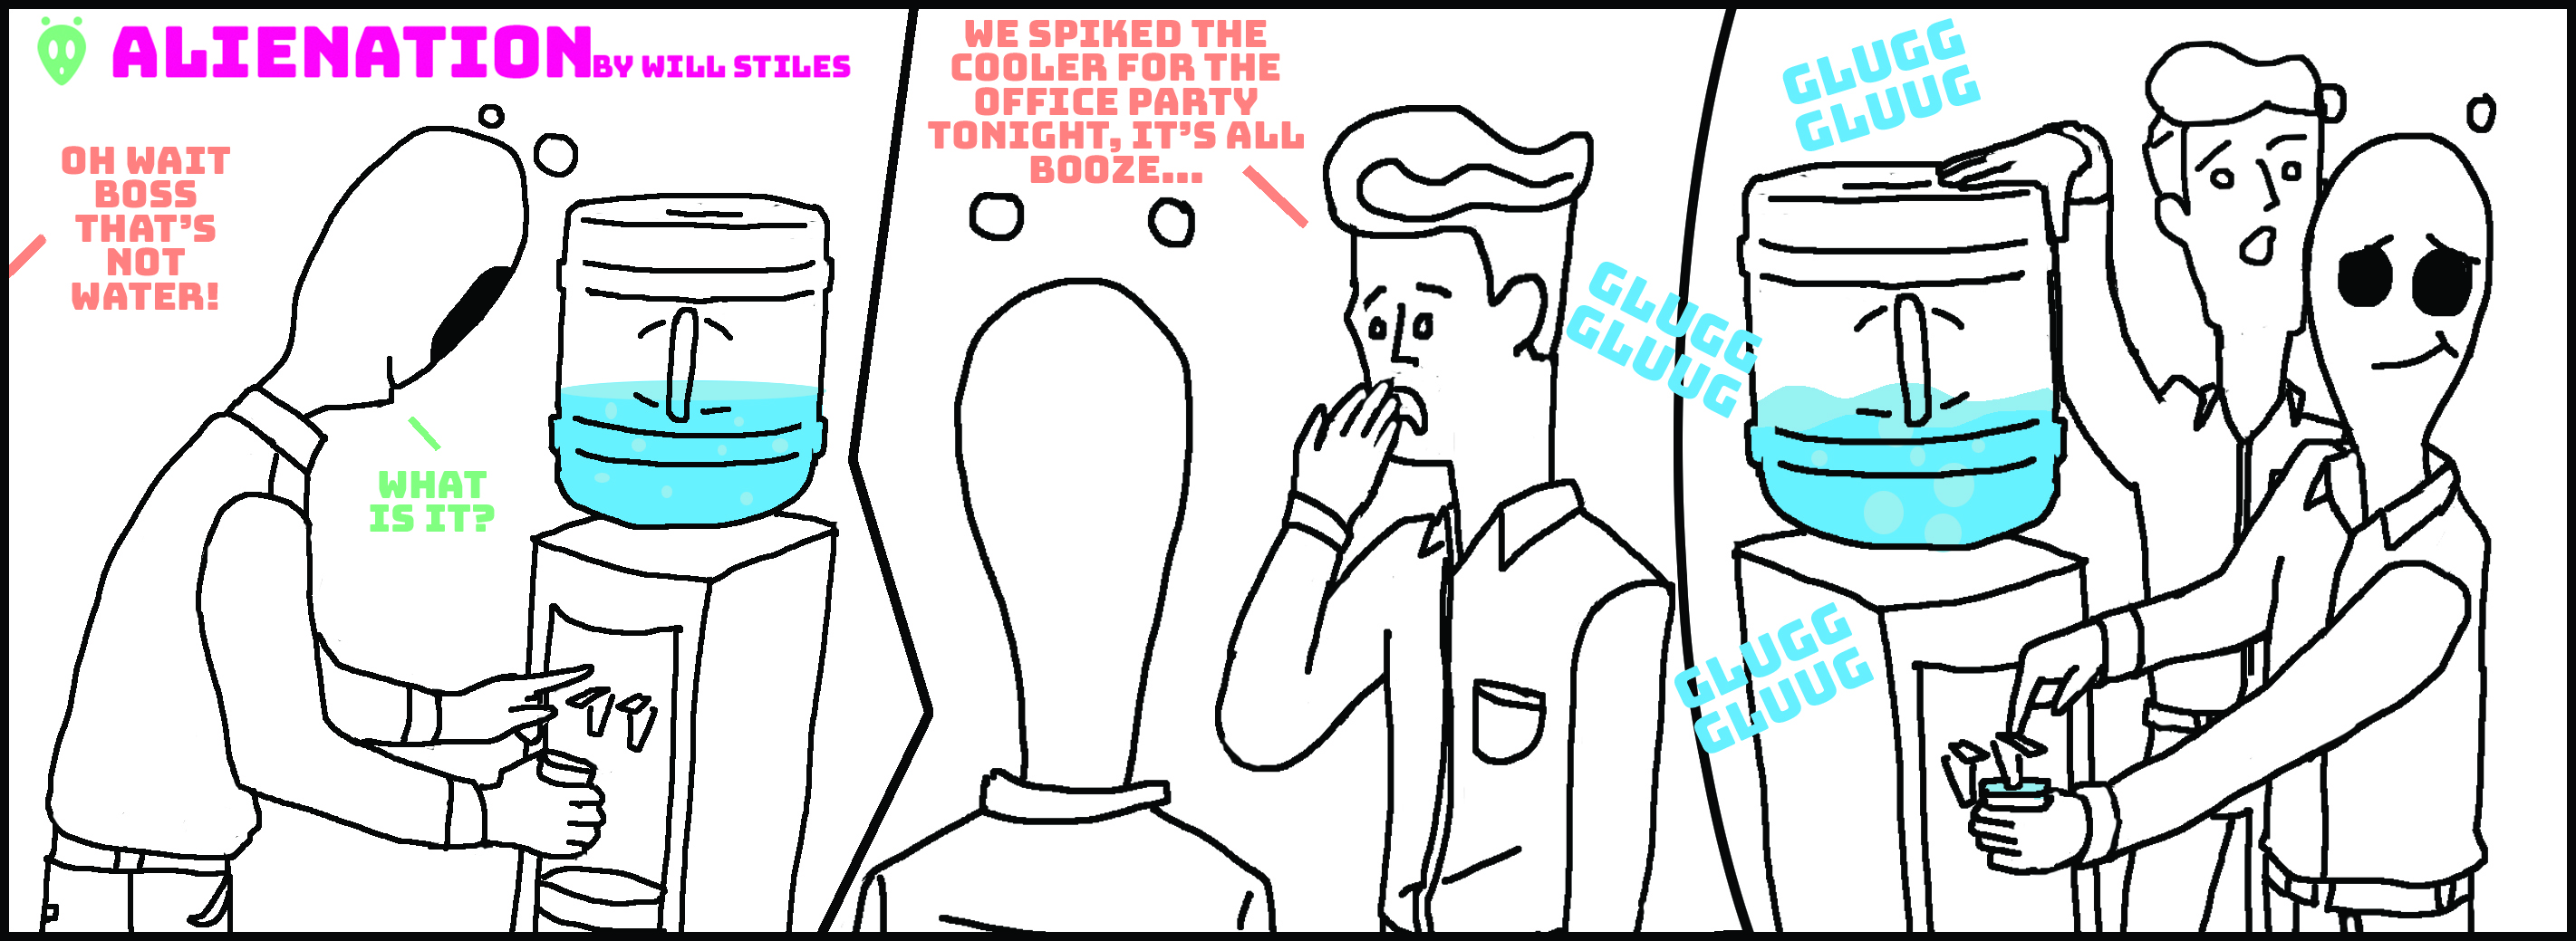 ALIENATION BY WILL STILES
OH WAIT
BOSS
THAT'S
NOT
WATER!
WHAT
IS IT?
WE SPIKED THE
COOLER FOR THE
OFFICE PARTY
TONIGHT, IT'S ALL
BOOZE...
GLUGG
GLUUG
GLUGG
GLUUG
GLUGG
GLUUG